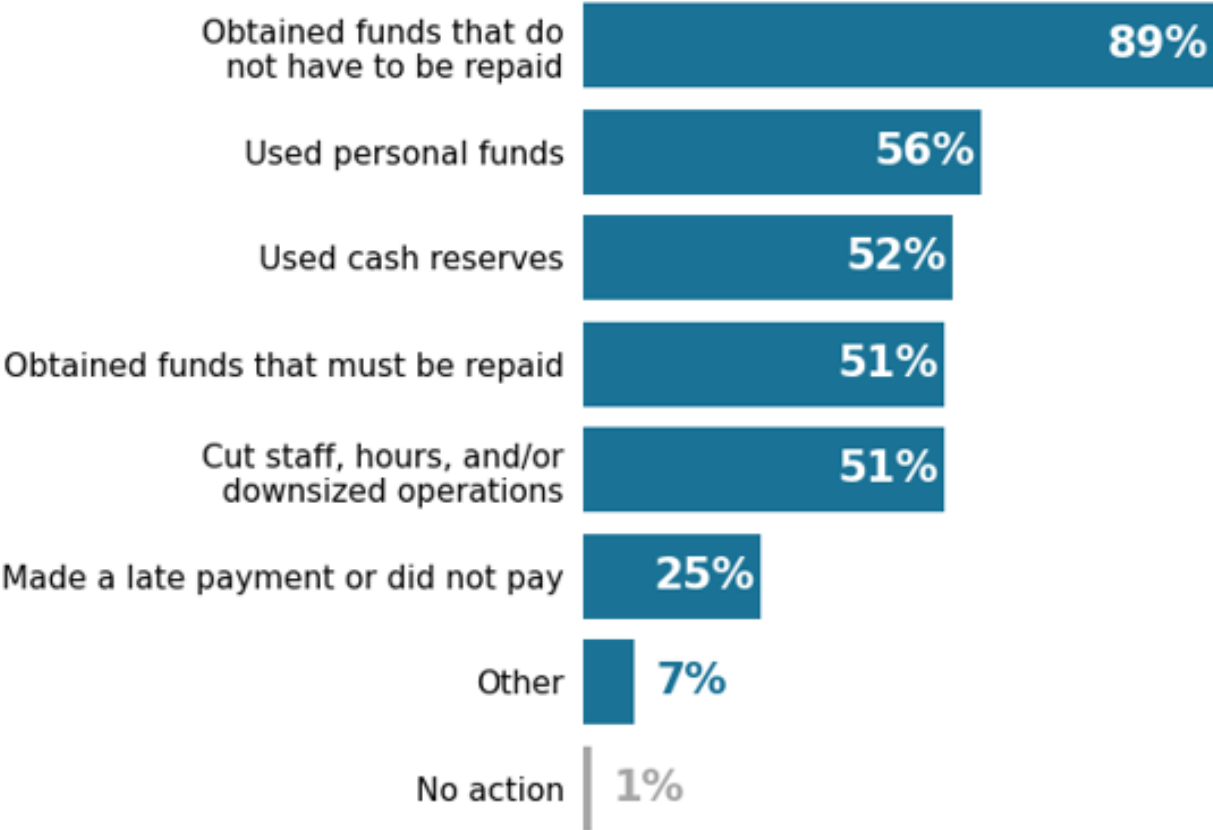 Obtained funds that do
not have to be repaid
89%
Used personal funds
56%
Used cash reserves
52%
Obtained funds that must be repaid
51%
Cut staff, hours, and/or
downsized operations
51%
Made a late payment or did not pay
25%
Other
7%
No action
1%